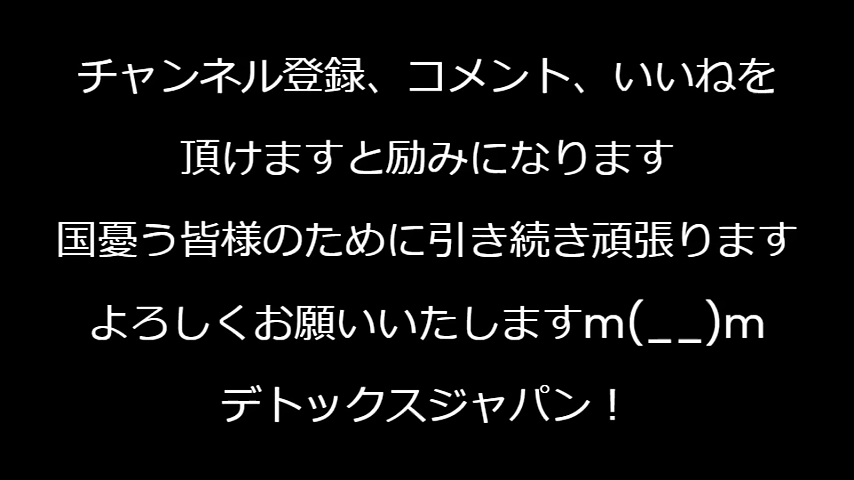 チャンネル登録、コメント、いいねを
頂けますと励みになります
国憂う皆様のために引き続き頑張ります
よろしくお願いいたしますm(__)m
デトックスジャパン！